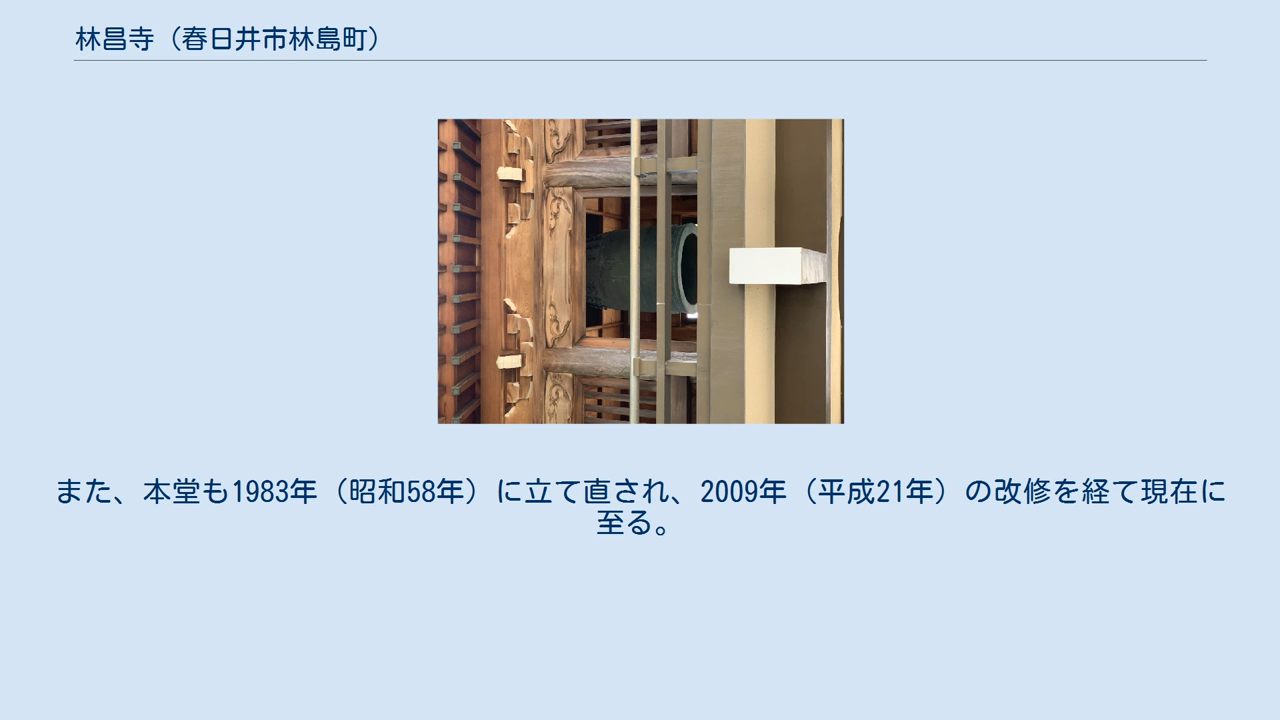 林昌寺（春日井市林島町）
また、本堂も1983年（昭和58年）に立て直され、2009年（平成21年）の改修を経て現在に
至る。